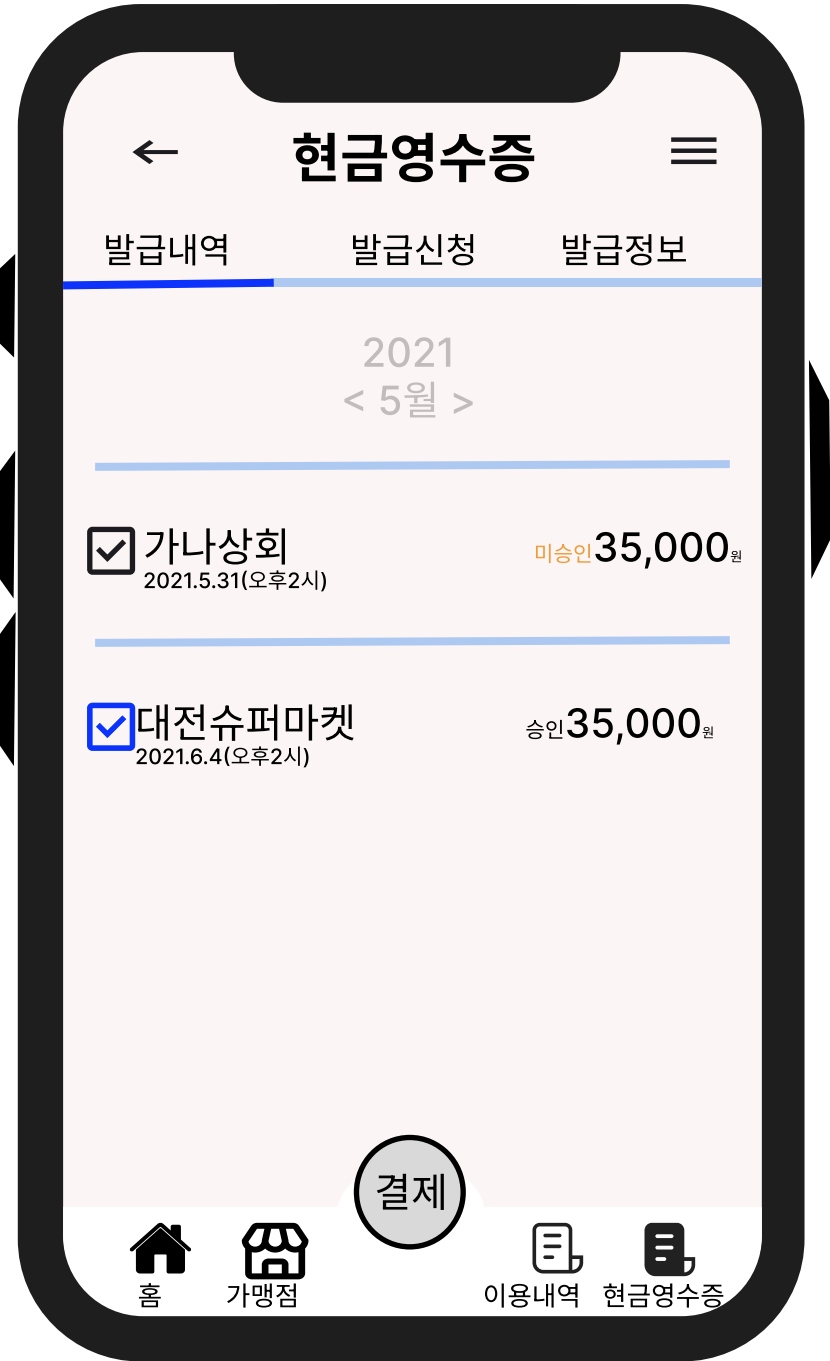 현금영수증
발급내역 발급신청 발급정보
2021
< 5월 >
가나상회 미승인35,000원
2021.5.31(오후2시)
대전슈퍼마켓 승인35,000원
2021.6.4(오후2시)
결제
홈 가맹점 이용내역 현금영수증